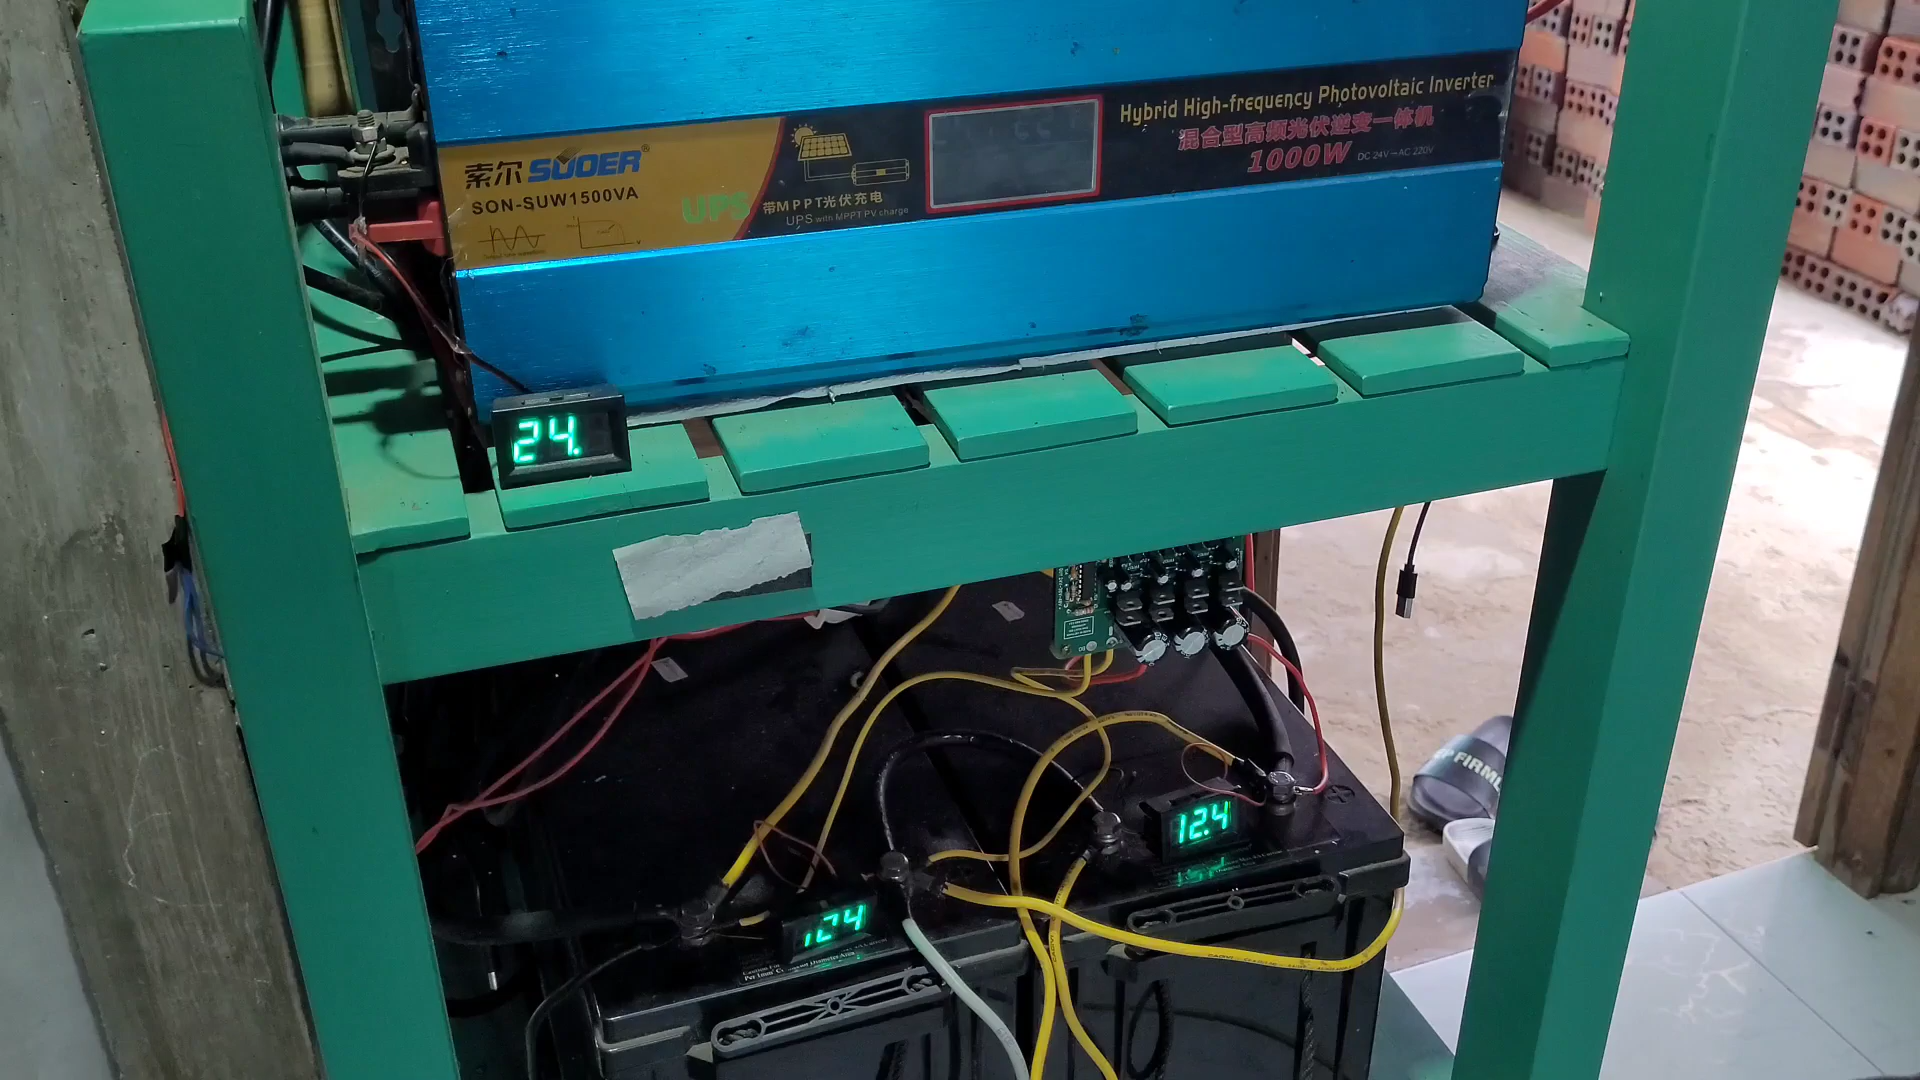 索尔 SUOER®
SON-SUW1500VA
UPS
带MPPT光伏充电
UPS with MPPT PV charge
Hybrid High-frequency Photovoltaic Inverter
混合型高频光伏逆变一体机
1000W DC 24V→AC 220V
24.
12.4
12.4
FIRM